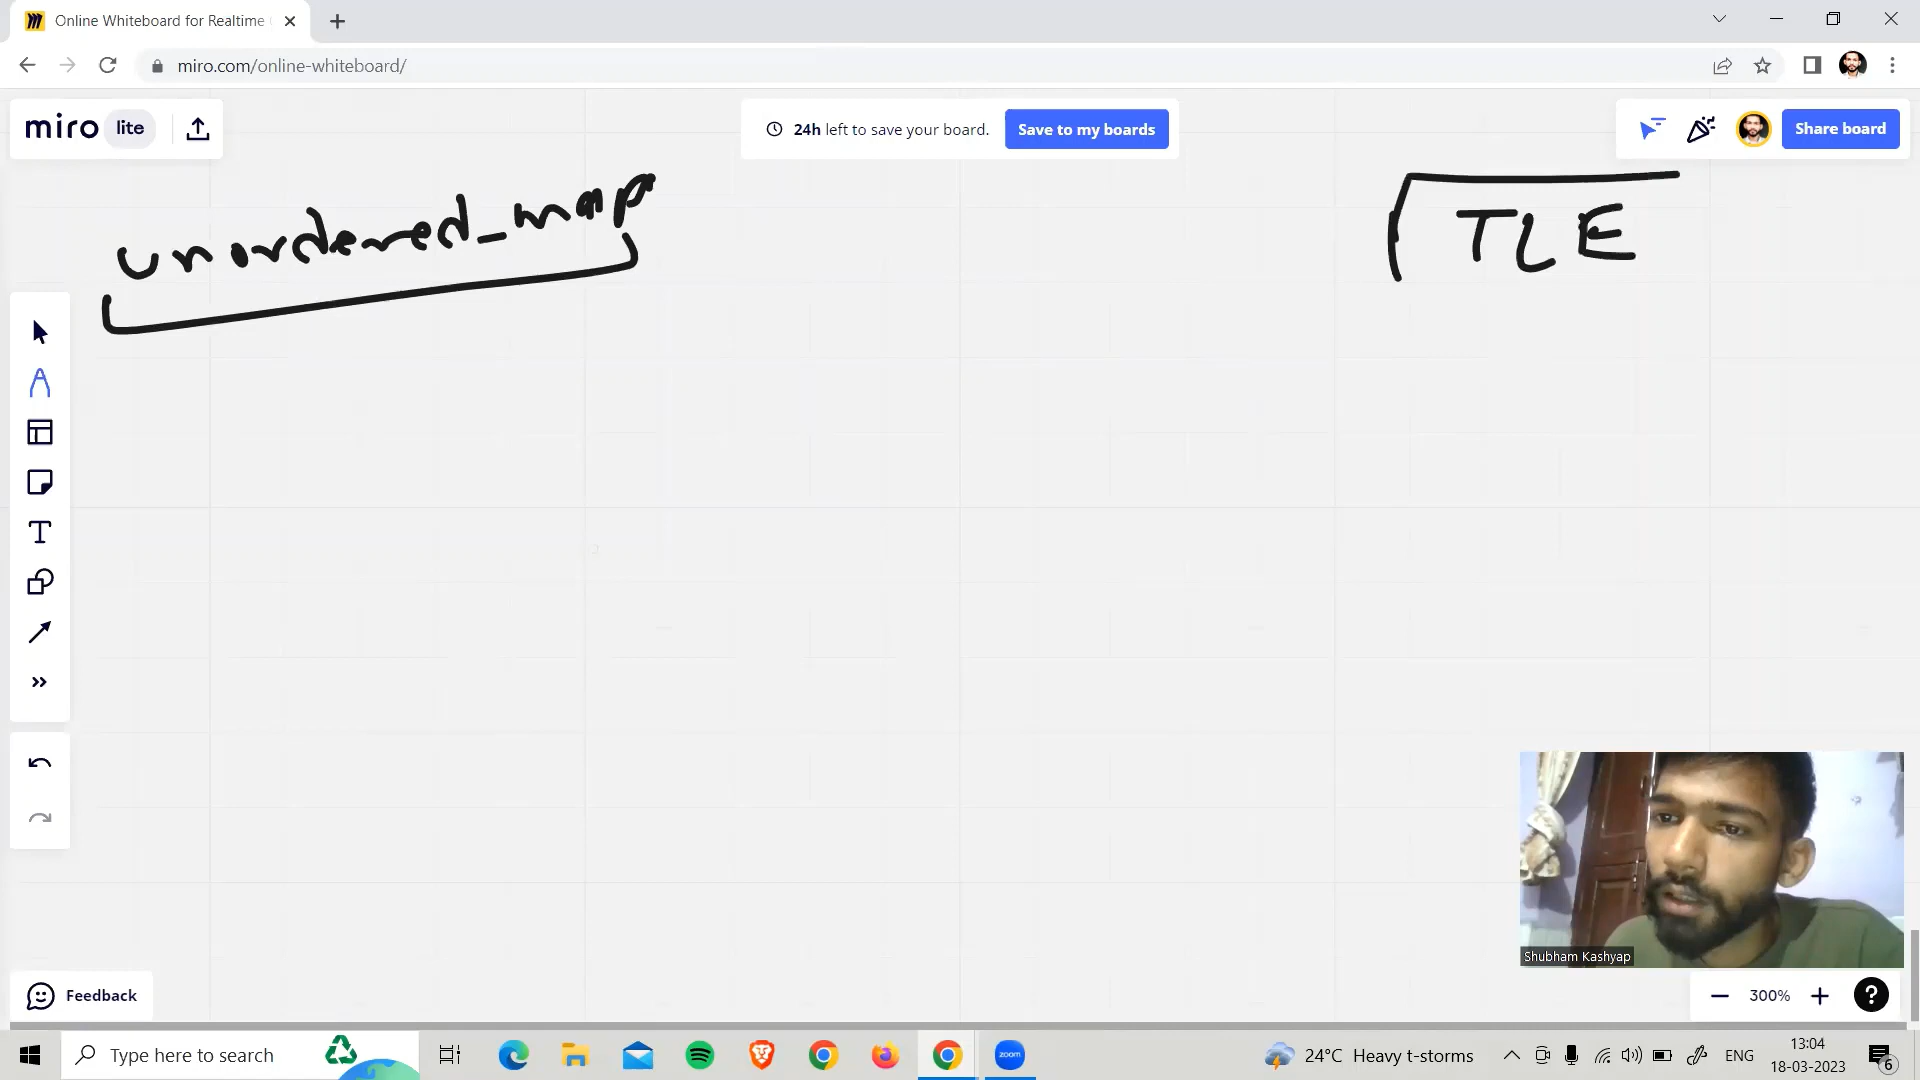 Online Whiteboard for Realtime
miro.com/online-whiteboard/
miro lite
24h left to save your board.
Save to my boards
Share board
unordered_map
TLE
Shubham Kashyap
Feedback
300%
?
Type here to search
zoom
24°C Heavy t-storms
ENG
13:04
18-03-2023
6